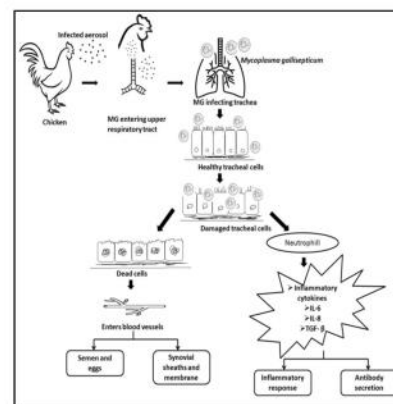 Infected aerosol
Mycoplasma gallisepticum
Chicken
MG entering upper
respiratory tract
MG infecting trachea
Healthy tracheal cells
Damaged tracheal cells
Dead cells
Neutrophill
Enters blood vessels
Inflammatory
cytokines
IL-6
IL-8
TGF- β
Semen and
eggs
Synovial
sheaths and
membrane
Inflammatory
response
Antibody
secretion